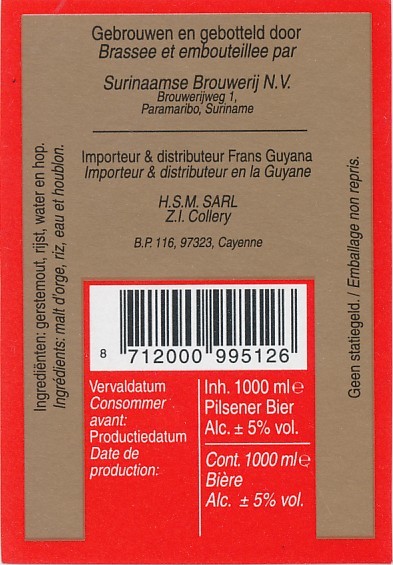 Gebrouwen en gebotteld door
Brassee et embouteillee par
Surinaamse Brouwerij N.V.
Brouwerijweg 1,
Paramaribo, Suriname
Importeur & distributeur Frans Guyana
Importeur & distributeur en la Guyane
H.S.M. SARL
Z.I. Collery
B.P. 116, 97323, Cayenne
Ingrediënten: gerstemout, rijst, water en hop.
Ingrédients: malt d'orge, riz, eau et houblon.
Geen statiegeld. / Emballage non repris.
8 712000 995126
Vervaldatum
Consommer
avant:
Productiedatum
Date de
production:
Inh. 1000 ml ℮
Pilsener Bier
Alc. ± 5% vol.
Cont. 1000 ml ℮
Bière
Alc. ± 5% vol.